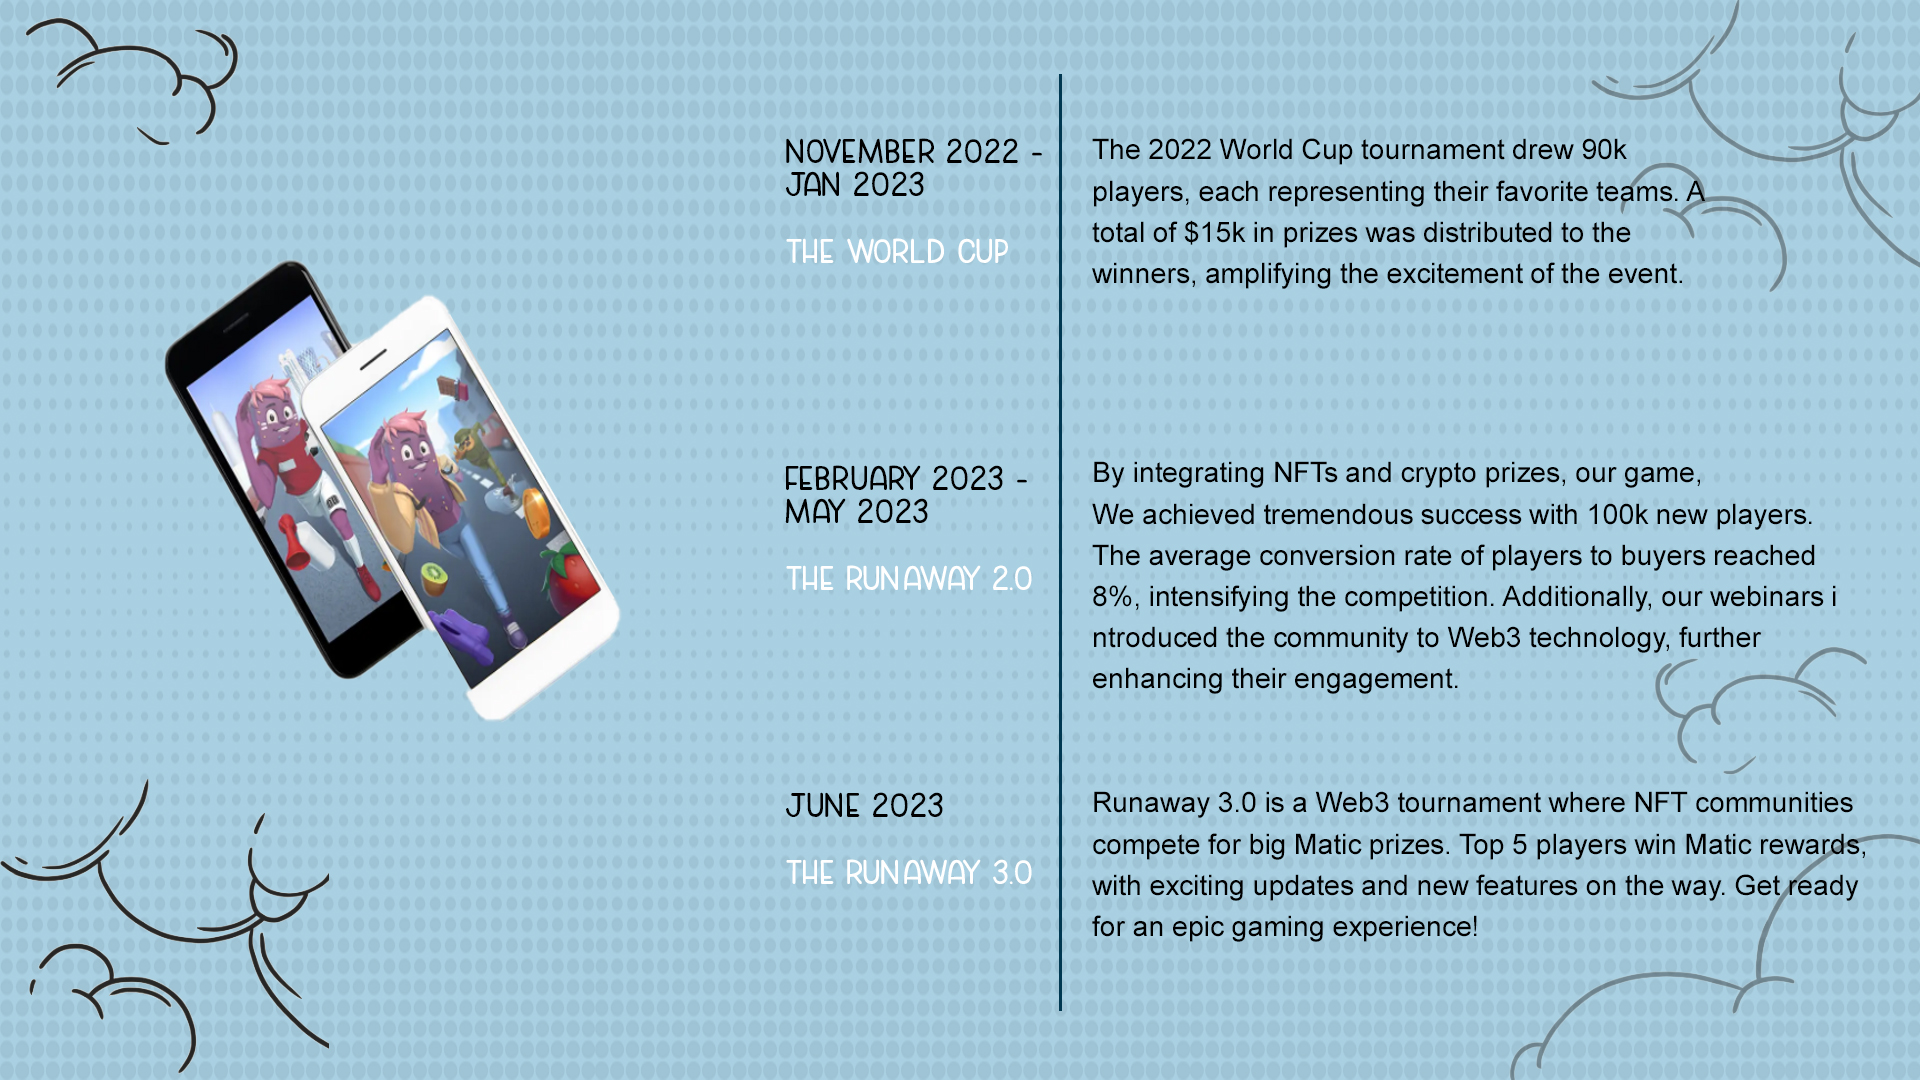 NOVEMBER 2022 -
JAN 2023
THE WORLD CUP
The 2022 World Cup tournament drew 90k
players, each representing their favorite teams. A
total of $15k in prizes was distributed to the
winners, amplifying the excitement of the event.
FEBRUARY 2023 -
MAY 2023
THE RUNAWAY 2.0
By integrating NFTs and crypto prizes, our game,
We achieved tremendous success with 100k new players.
The average conversion rate of players to buyers reached
8%, intensifying the competition. Additionally, our webinars i
ntroduced the community to Web3 technology, further
enhancing their engagement.
JUNE 2023
THE RUNAWAY 3.0
Runaway 3.0 is a Web3 tournament where NFT communities
compete for big Matic prizes. Top 5 players win Matic rewards,
with exciting updates and new features on the way. Get ready
for an epic gaming experience!